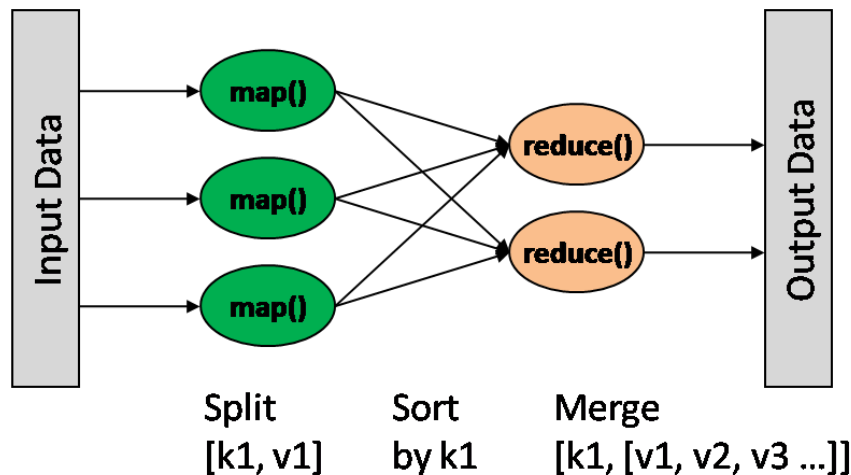 Input Data
map()
map()
map()
reduce()
reduce()
Output Data
Split
[k1, v1]
Sort
by k1
Merge
[k1, [v1, v2, v3 ...]]